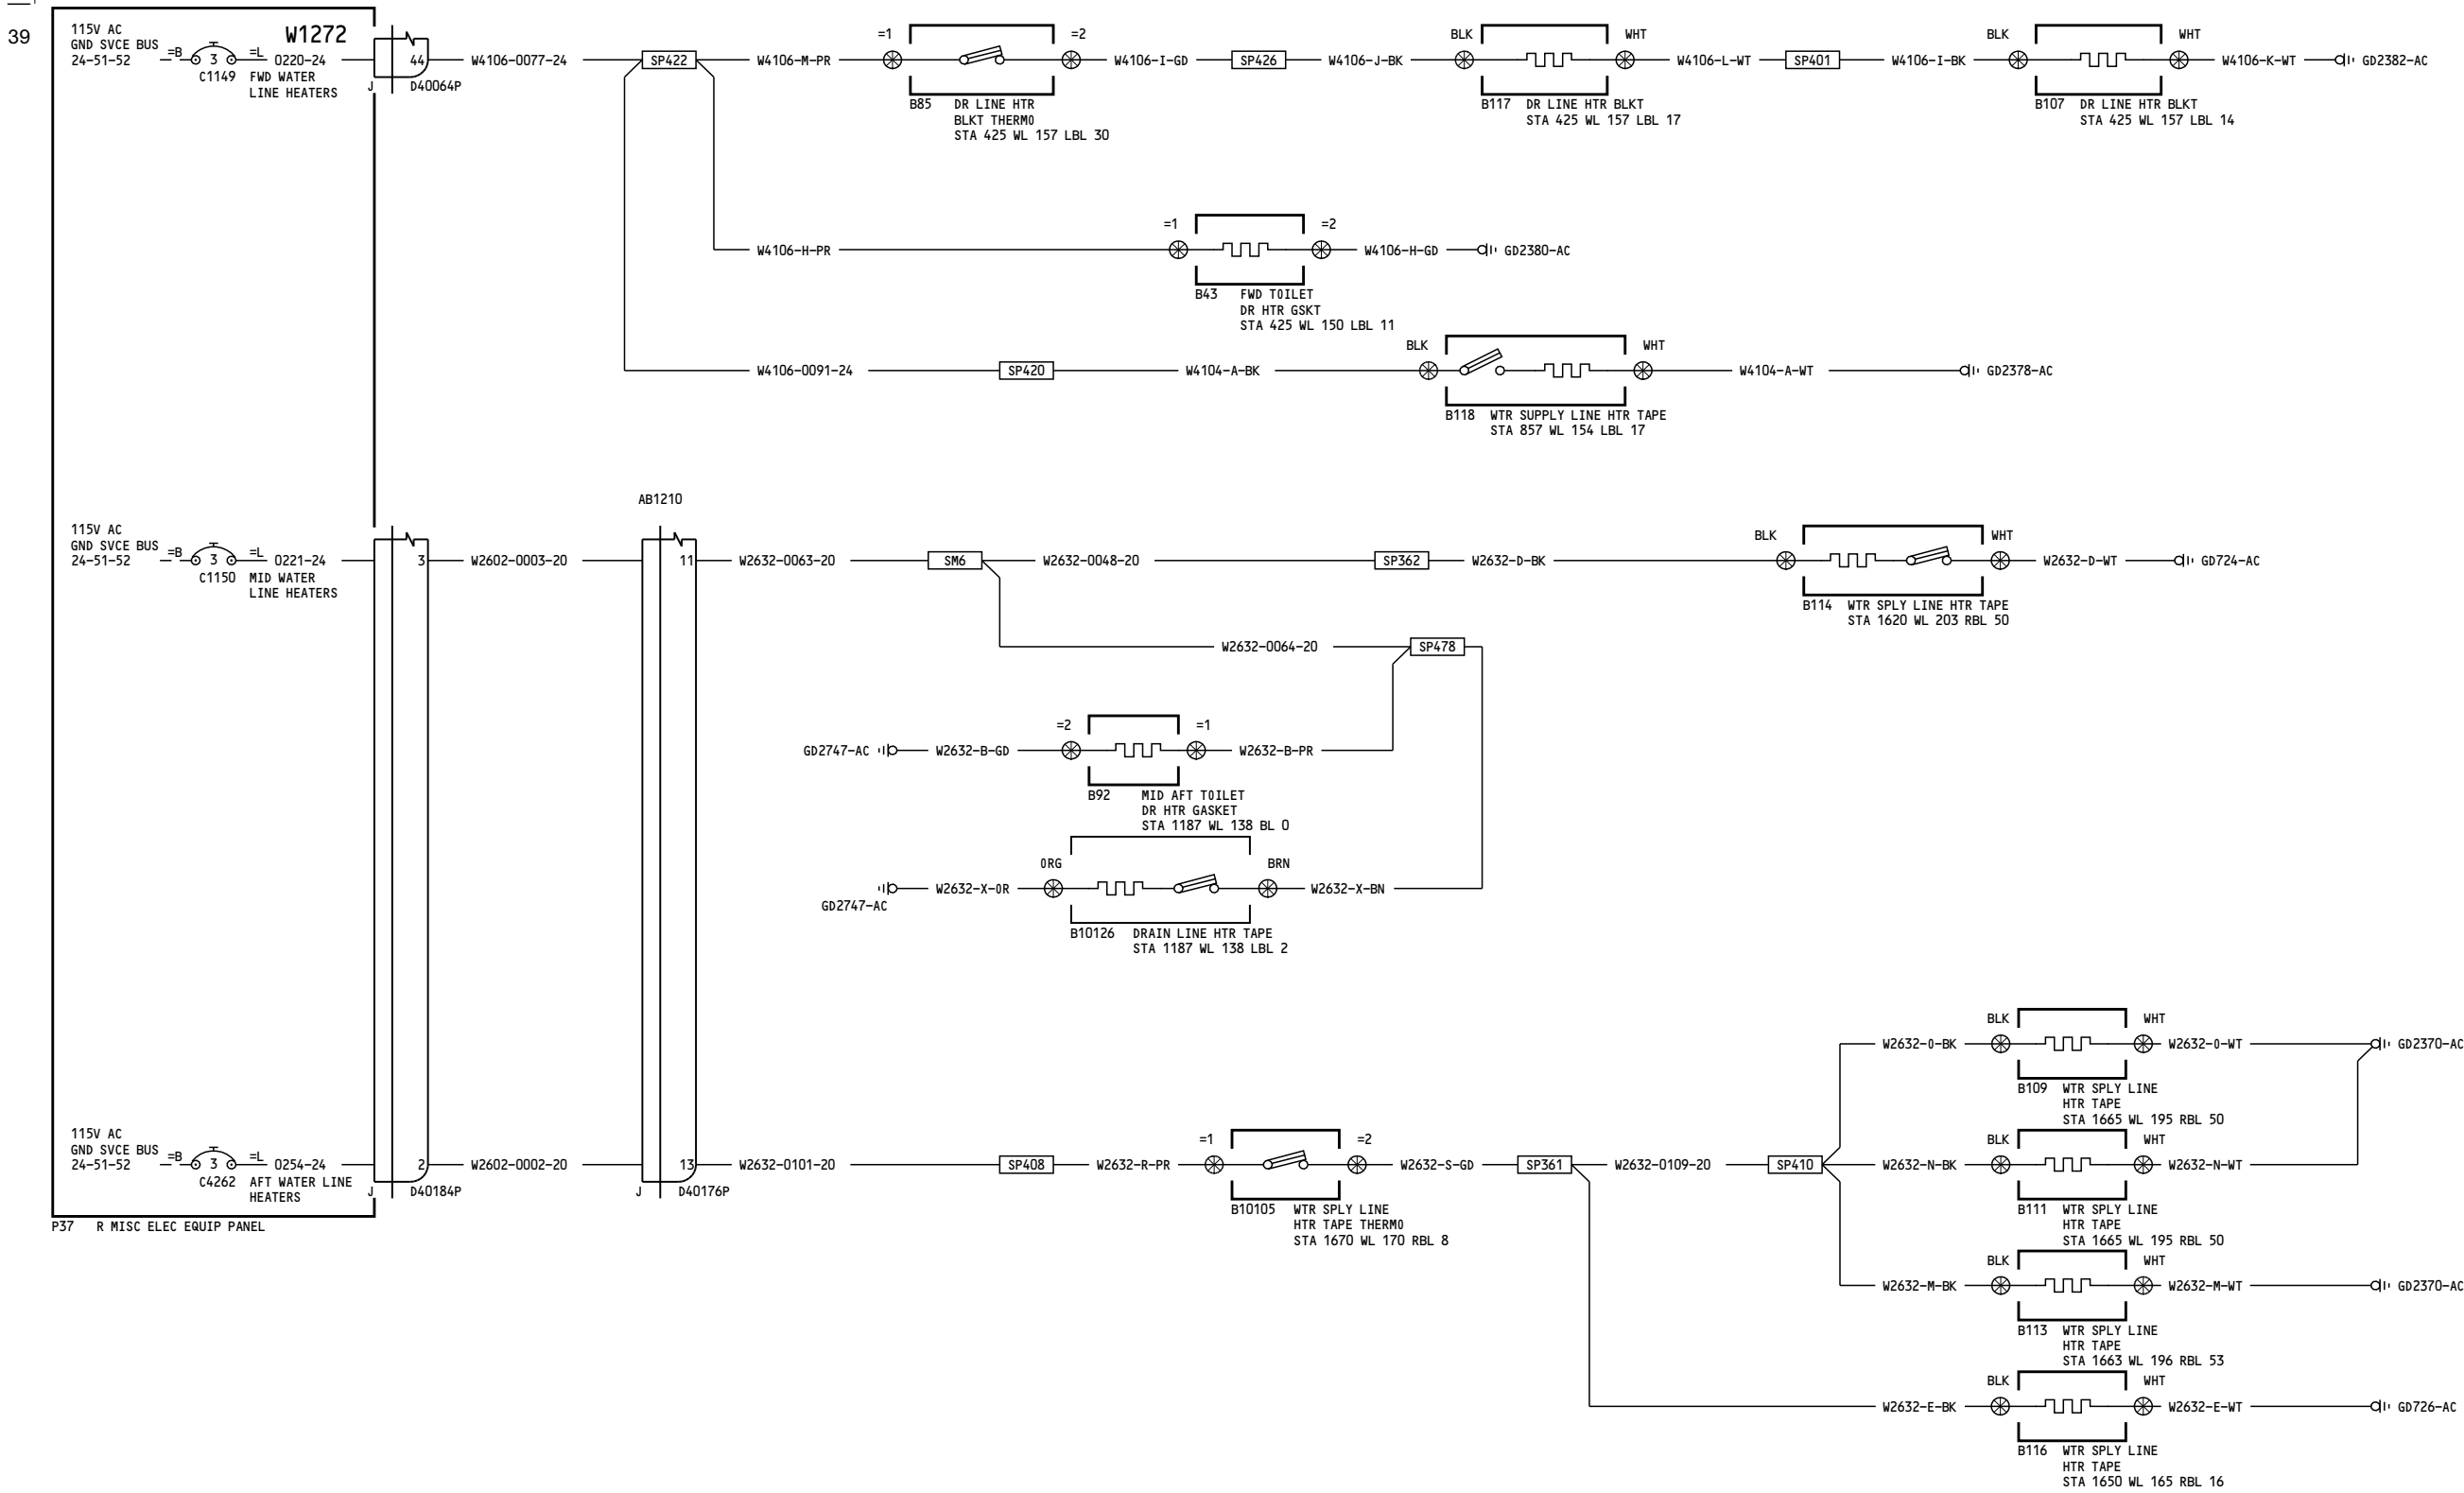 39
115V AC
GND SVCE BUS
24-51-52
=B
3
=L
C1149
0220-24
FWD WATER
LINE HEATERS
W1272
44
J
D40064P
W4106-0077-24
SP422
W4106-M-PR
=1
=2
B85 DR LINE HTR
BLKT THERMO
STA 425 WL 157 LBL 30
W4106-I-GD
SP426
W4106-J-BK
BLK
WHT
B117 DR LINE HTR BLKT
STA 425 WL 157 LBL 17
W4106-L-WT
SP401
W4106-I-BK
BLK
WHT
B107 DR LINE HTR BLKT
STA 425 WL 157 LBL 14
W4106-K-WT
GD2382-AC
W4106-H-PR
=1
=2
B43 FWD TOILET
DR HTR GSKT
STA 425 WL 150 LBL 11
W4106-H-GD
GD2380-AC
W4106-0091-24
SP420
W4104-A-BK
BLK
WHT
B118 WTR SUPPLY LINE HTR TAPE
STA 857 WL 154 LBL 17
W4104-A-WT
GD2378-AC
115V AC
GND SVCE BUS
24-51-52
=B
3
=L
C1150
0221-24
MID WATER
LINE HEATERS
3
W2602-0003-20
AB1210
11
W2632-0063-20
SM6
W2632-0048-20
SP362
W2632-D-BK
BLK
WHT
B114 WTR SPLY LINE HTR TAPE
STA 1620 WL 203 RBL 50
W2632-D-WT
GD724-AC
W2632-0064-20
SP478
GD2747-AC
W2632-B-GD
=2
=1
W2632-B-PR
B92 MID AFT TOILET
DR HTR GASKET
STA 1187 WL 138 BL 0
GD2747-AC
W2632-X-OR
ORG
BRN
W2632-X-BN
B10126 DRAIN LINE HTR TAPE
STA 1187 WL 138 LBL 2
W2632-O-BK
BLK
WHT
W2632-O-WT
GD2370-AC
B109 WTR SPLY LINE
HTR TAPE
STA 1665 WL 195 RBL 50
115V AC
GND SVCE BUS
24-51-52
=B
3
=L
C4262
0254-24
AFT WATER LINE
HEATERS
2
J
D40184P
W2602-0002-20
13
J
D40176P
W2632-0101-20
SP408
W2632-R-PR
=1
=2
B10105 WTR SPLY LINE
HTR TAPE THERMO
STA 1670 WL 170 RBL 8
W2632-S-GD
SP361
W2632-0109-20
SP410
W2632-N-BK
BLK
WHT
W2632-N-WT
B111 WTR SPLY LINE
HTR TAPE
STA 1665 WL 195 RBL 50
P37 R MISC ELEC EQUIP PANEL
W2632-M-BK
BLK
WHT
W2632-M-WT
GD2370-AC
B113 WTR SPLY LINE
HTR TAPE
STA 1663 WL 196 RBL 53
W2632-E-BK
BLK
WHT
W2632-E-WT
GD726-AC
B116 WTR SPLY LINE
HTR TAPE
STA 1650 WL 165 RBL 16